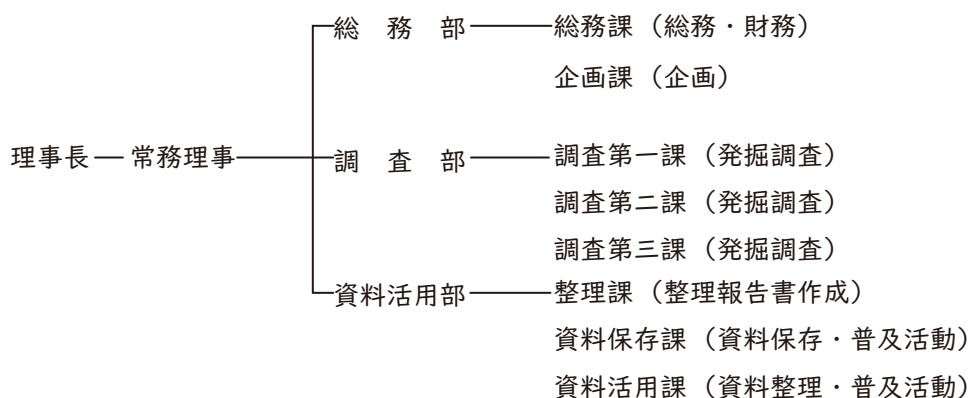 総務部 総務課（総務・財務）
企画課（企画）
理事長 常務理事 調査部 調査第一課（発掘調査）
調査第二課（発掘調査）
調査第三課（発掘調査）
資料活用部 整理課（整理報告書作成）
資料保存課（資料保存・普及活動）
資料活用課（資料整理・普及活動）